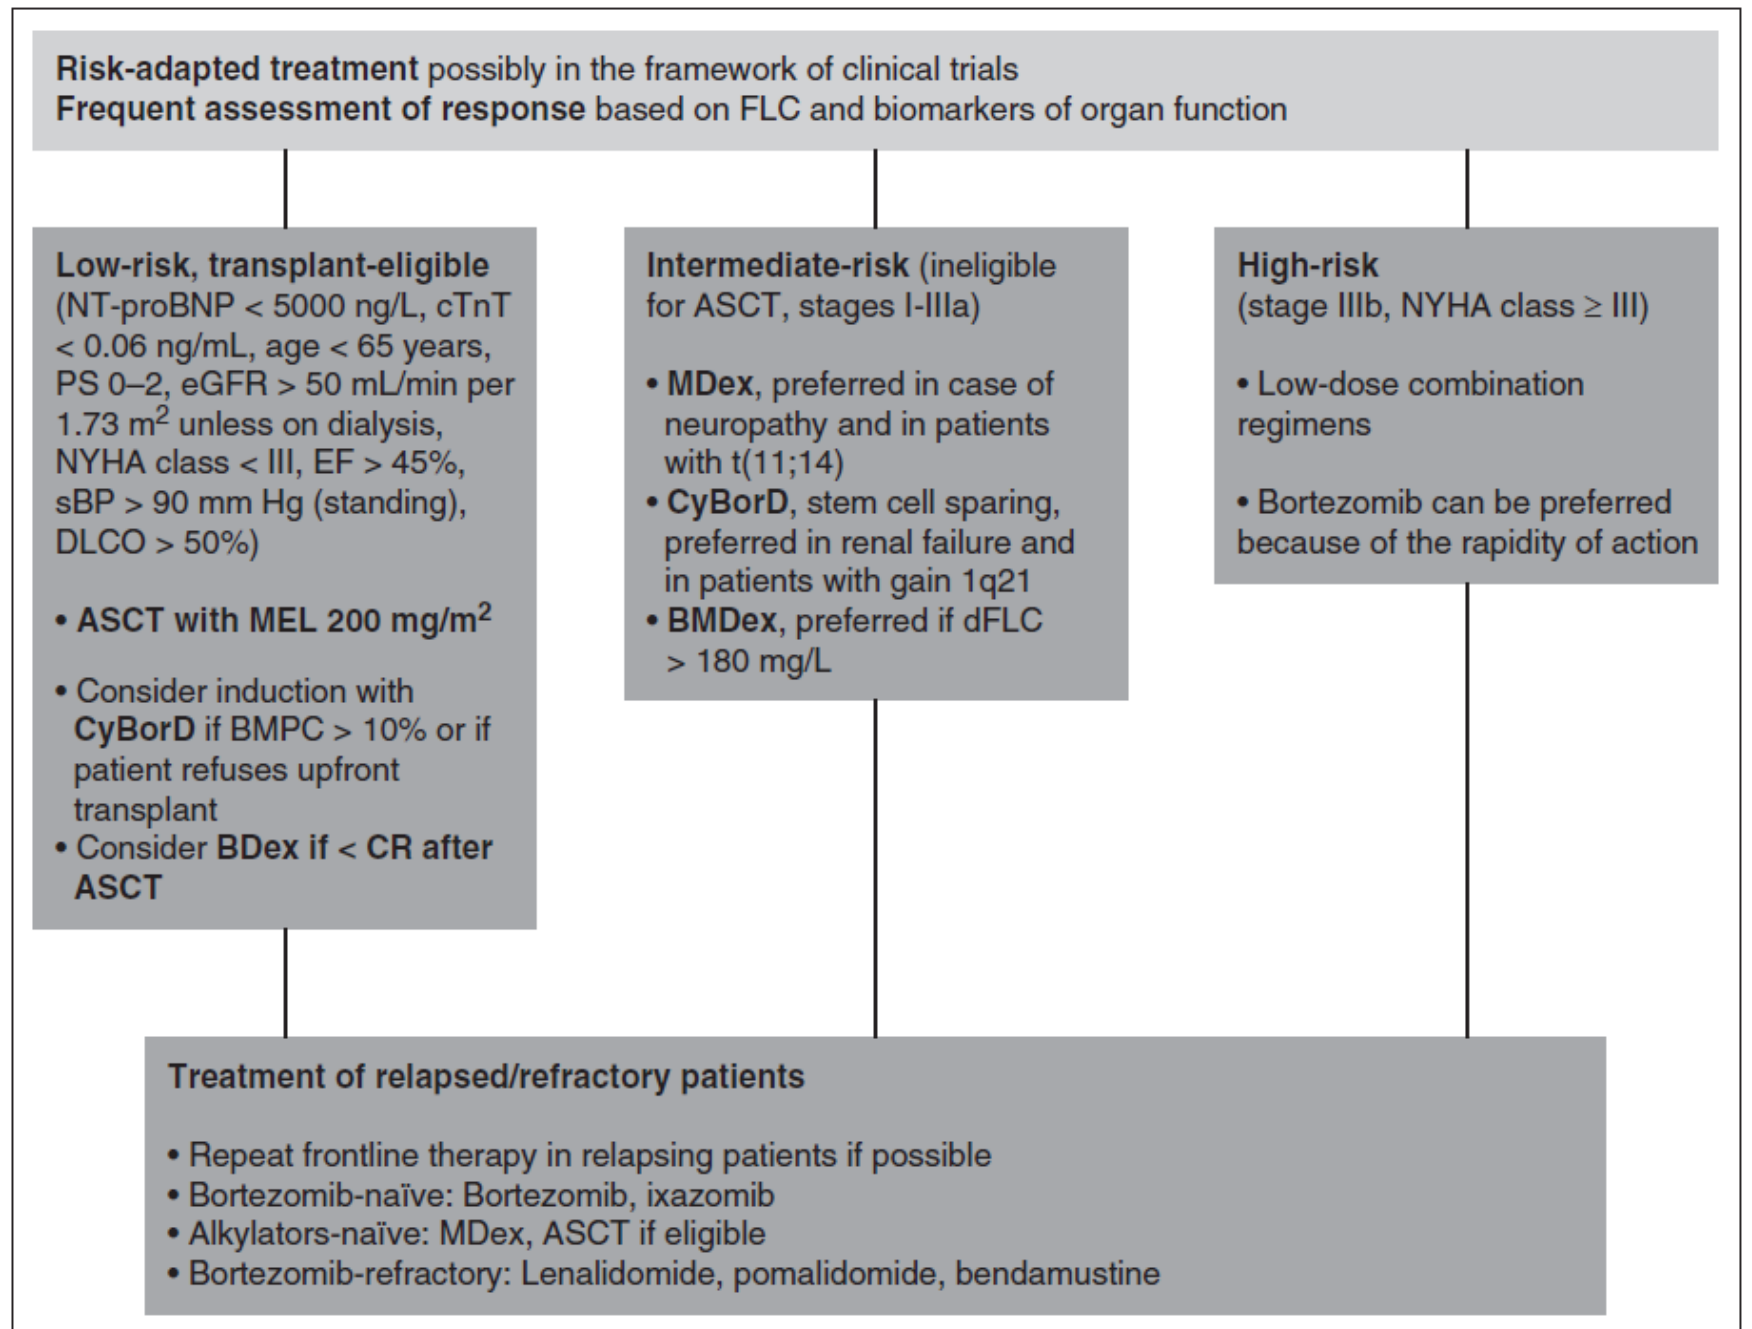 Risk-adapted treatment possibly in the framework of clinical trials
Frequent assessment of response based on FLC and biomarkers of organ function
Low-risk, transplant-eligible
(NT-proBNP < 5000 ng/L, cTnT
< 0.06 ng/mL, age < 65 years,
PS 0–2, eGFR > 50 mL/min per
1.73 m² unless on dialysis,
NYHA class < III, EF > 45%,
sBP > 90 mm Hg (standing),
DLCO > 50%)
• ASCT with MEL 200 mg/m²
• Consider induction with
CyBorD if BMPC > 10% or if
patient refuses upfront
transplant
• Consider BDex if < CR after
ASCT
Intermediate-risk (ineligible
for ASCT, stages I-IIIa)
• MDex, preferred in case of
neuropathy and in patients
with t(11;14)
• CyBorD, stem cell sparing,
preferred in renal failure and
in patients with gain 1q21
• BMDex, preferred if dFLC
> 180 mg/L
High-risk
(stage IIIb, NYHA class ≥ III)
• Low-dose combination
regimens
• Bortezomib can be preferred
because of the rapidity of action
Treatment of relapsed/refractory patients
• Repeat frontline therapy in relapsing patients if possible
• Bortezomib-naïve: Bortezomib, ixazomib
• Alkylators-naïve: MDex, ASCT if eligible
• Bortezomib-refractory: Lenalidomide, pomalidomide, bendamustine